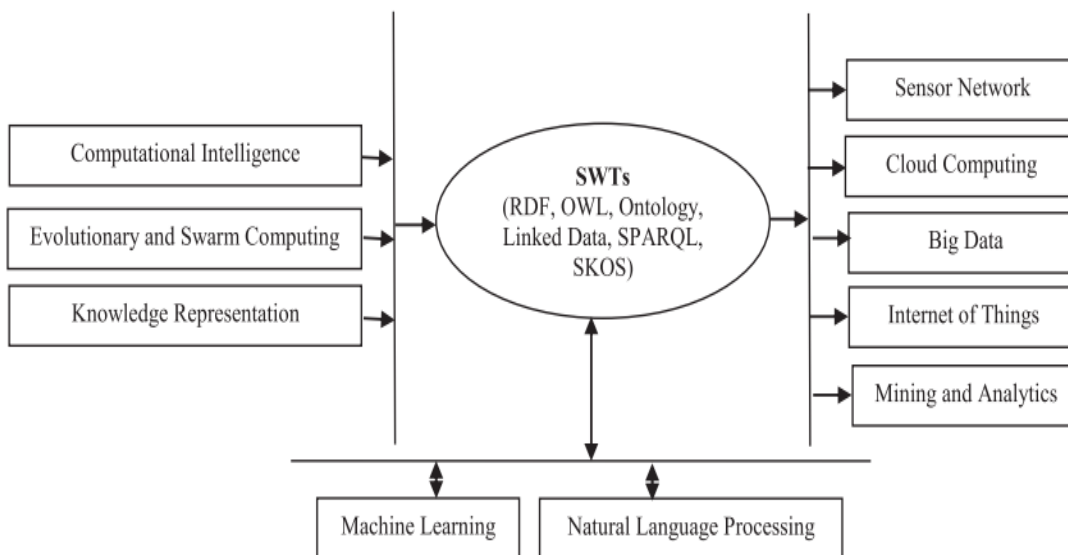 Computational Intelligence
Evolutionary and Swarm Computing
Knowledge Representation
SWTs
(RDF, OWL, Ontology,
Linked Data, SPARQL,
SKOS)
Sensor Network
Cloud Computing
Big Data
Internet of Things
Mining and Analytics
Machine Learning
Natural Language Processing